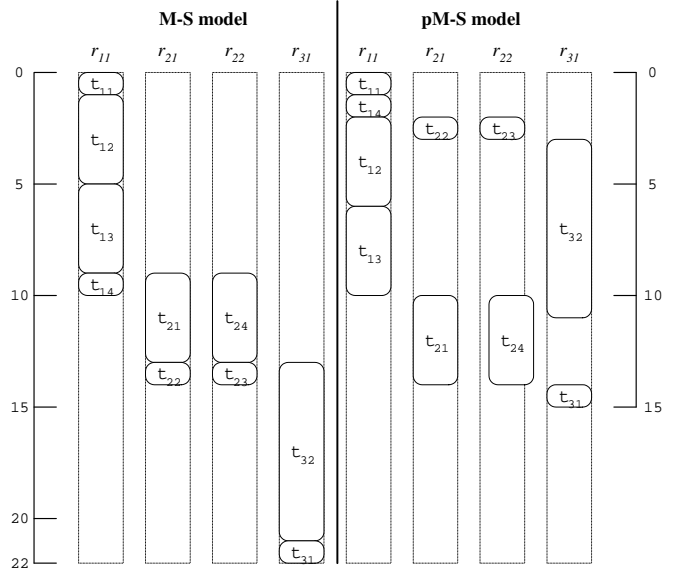 M-S model pM-S model
r11 r21 r22 r31 r11 r21 r22 r31
0 0
t11 t11
t14
t22 t23
t12 t12
5 5
t13 t32
t13
t14
10 10
t21 t24
t21 t24
t22 t23
t31
15 15
t32
20
t31
22